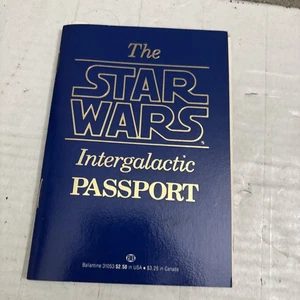 The
STAR
WARS
Intergalactic
PASSPORT
Ballantine 31053 $2.50 in USA • $3.25 in Canada